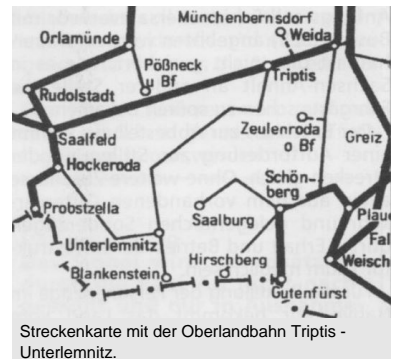 Münchenbernsdorf
Orlamünde
Weida
Pößneck
u Bf
Triptis
Rudolstadt
Zeulenroda
o Bf
Greiz
Saalfeld
Hockeroda
Schön-
berg
Probstzella
Saalburg
Plau
Fal
Unterlemnitz
Weisch
Hirschberg
Blankenstein
Gutenfürst
Streckenkarte mit der Oberlandbahn Triptis -
Unterlemnitz.